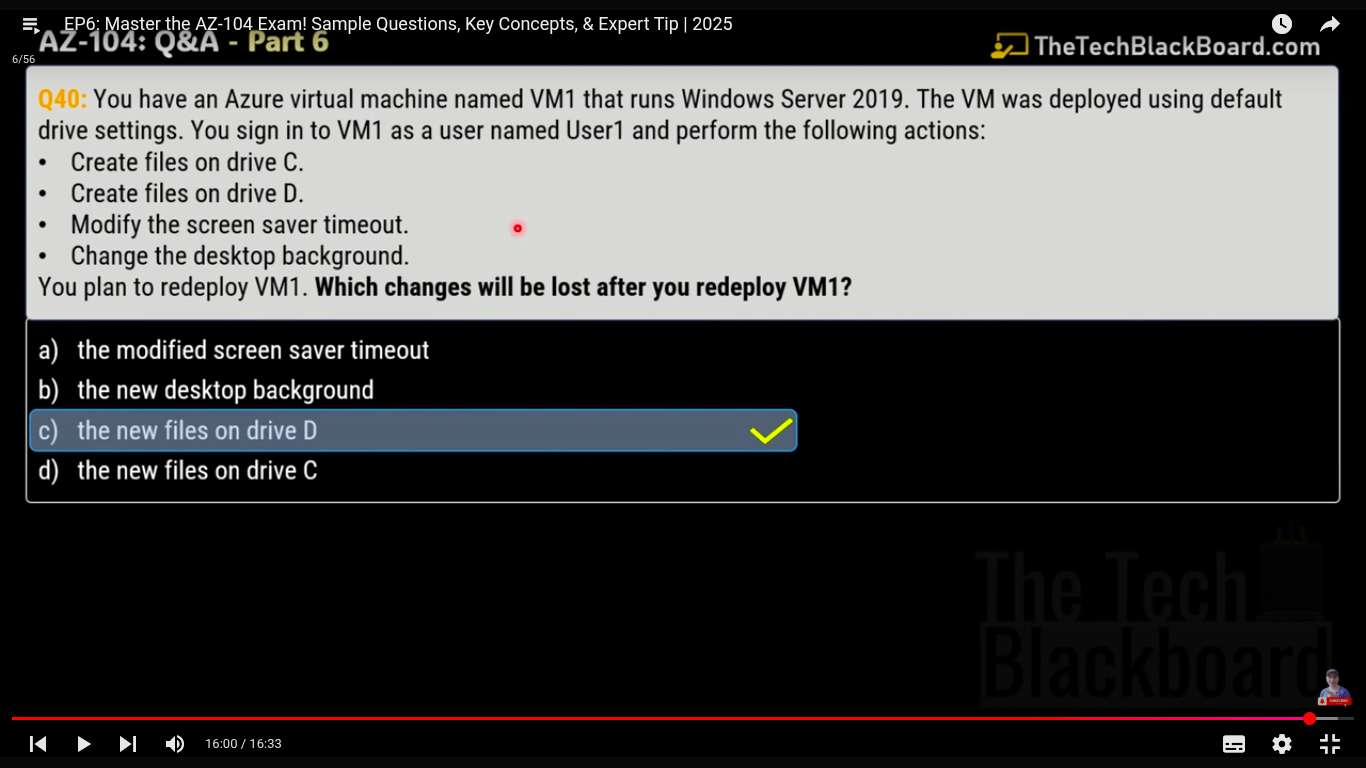 EP6: Master the AZ-104 Exam! Sample Questions, Key Concepts, & Expert Tip | 2025
AZ-104: Q&A - Part 6
TheTechBlackBoard.com
6/56
Q40: You have an Azure virtual machine named VM1 that runs Windows Server 2019. The VM was deployed using default
drive settings. You sign in to VM1 as a user named User1 and perform the following actions:
• Create files on drive C.
• Create files on drive D.
• Modify the screen saver timeout.
• Change the desktop background.
You plan to redeploy VM1. Which changes will be lost after you redeploy VM1?
a) the modified screen saver timeout
b) the new desktop background
c) the new files on drive D
d) the new files on drive C
The Tech
Blackboard
16:00 / 16:33